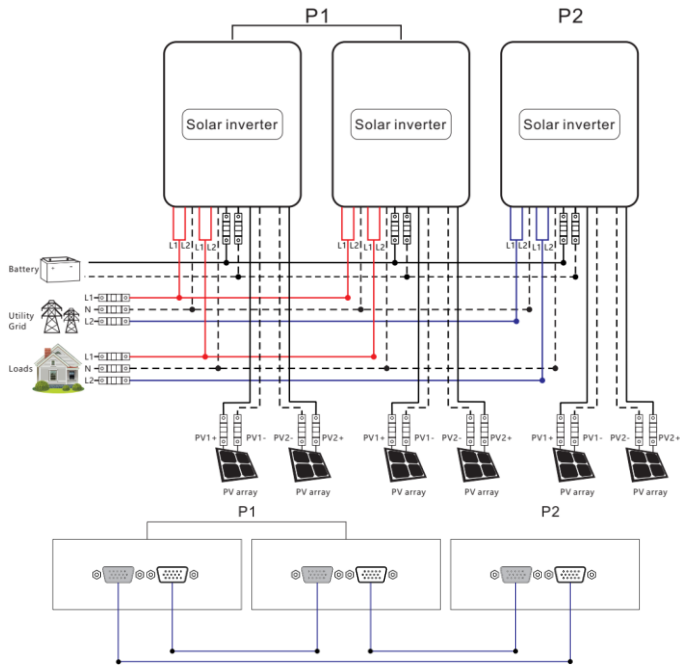 P1 P2
Solar inverter Solar inverter Solar inverter
L1 L2 L1 L2 L1 L2 L1 L2 L1 L2 L1 L2
Battery
L1
Utility N
Grid L2
L1
Loads N
L2
PV1+ PV1- PV2- PV2+ PV1+ PV1- PV2- PV2+ PV1+ PV1- PV2- PV2+
PV array PV array PV array PV array PV array PV array
P1 P2